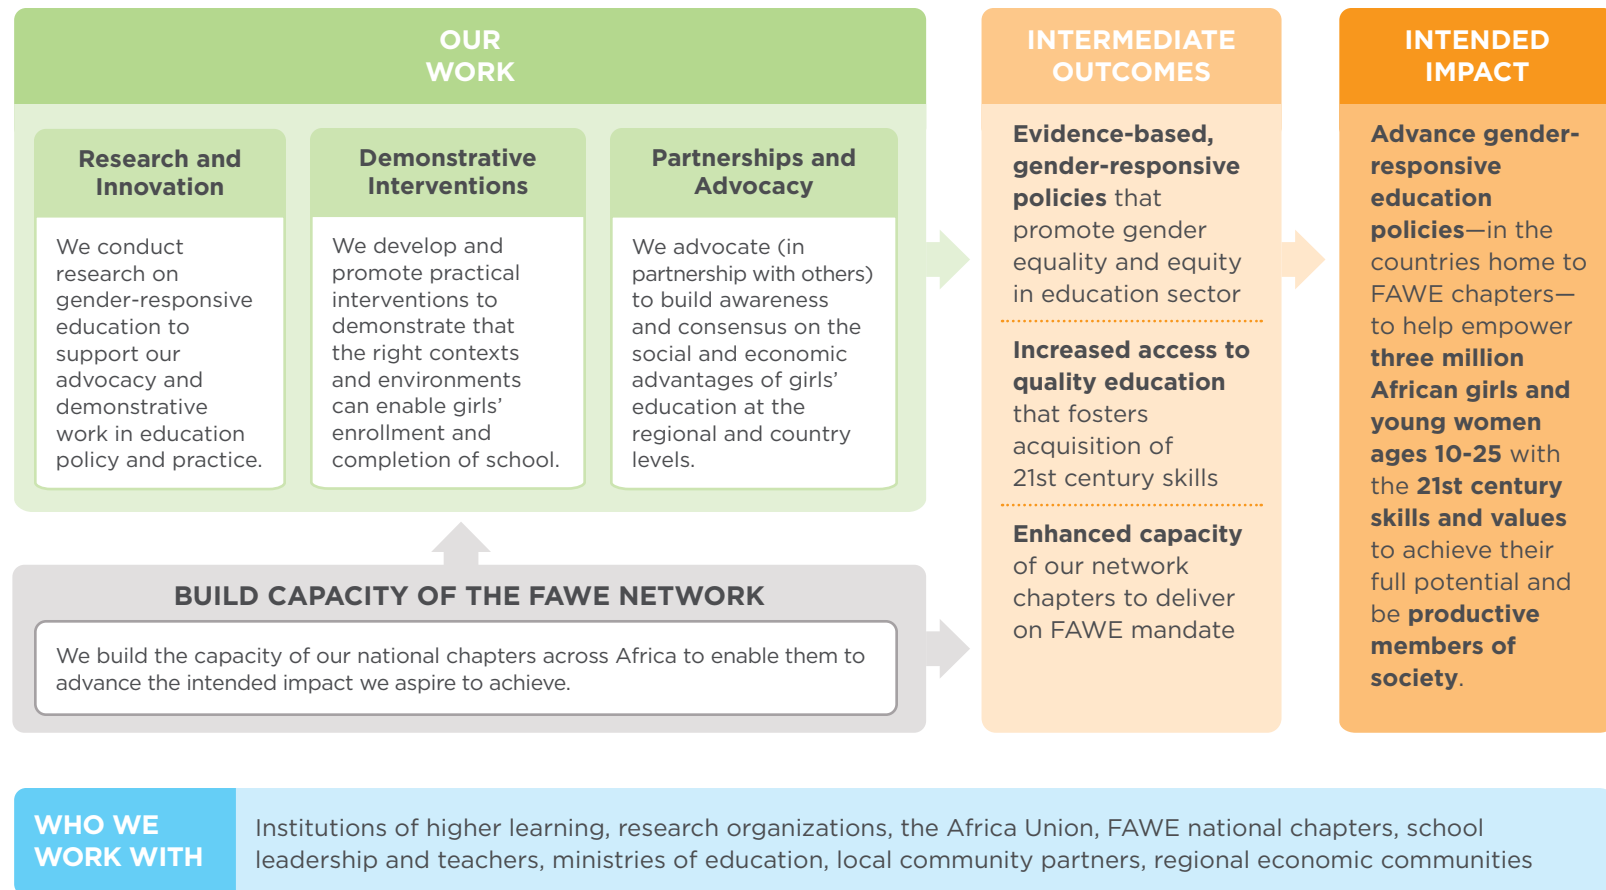 OUR
WORK
Research and
Innovation
We conduct
research on
gender-responsive
education to
support our
advocacy and
demonstrative
work in education
policy and practice.
Demonstrative
Interventions
We develop and
promote practical
interventions to
demonstrate that
the right contexts
and environments
can enable girls’
enrollment and
completion of school.
Partnerships and
Advocacy
We advocate (in
partnership with others)
to build awareness
and consensus on the
social and economic
advantages of girls’
education at the
regional and country
levels.
BUILD CAPACITY OF THE FAWE NETWORK
We build the capacity of our national chapters across Africa to enable them to
advance the intended impact we aspire to achieve.
INTERMEDIATE
OUTCOMES
Evidence-based,
gender-responsive
policies that
promote gender
equality and equity
in education sector
Increased access to
quality education
that fosters
acquisition of
21st century skills
Enhanced capacity
of our network
chapters to deliver
on FAWE mandate
INTENDED
IMPACT
Advance gender-
responsive
education
policies—in the
countries home to
FAWE chapters—
to help empower
three million
African girls and
young women
ages 10-25 with
the 21st century
skills and values
to achieve their
full potential and
be productive
members of
society.
WHO WE
WORK WITH
Institutions of higher learning, research organizations, the Africa Union, FAWE national chapters, school
leadership and teachers, ministries of education, local community partners, regional economic communities